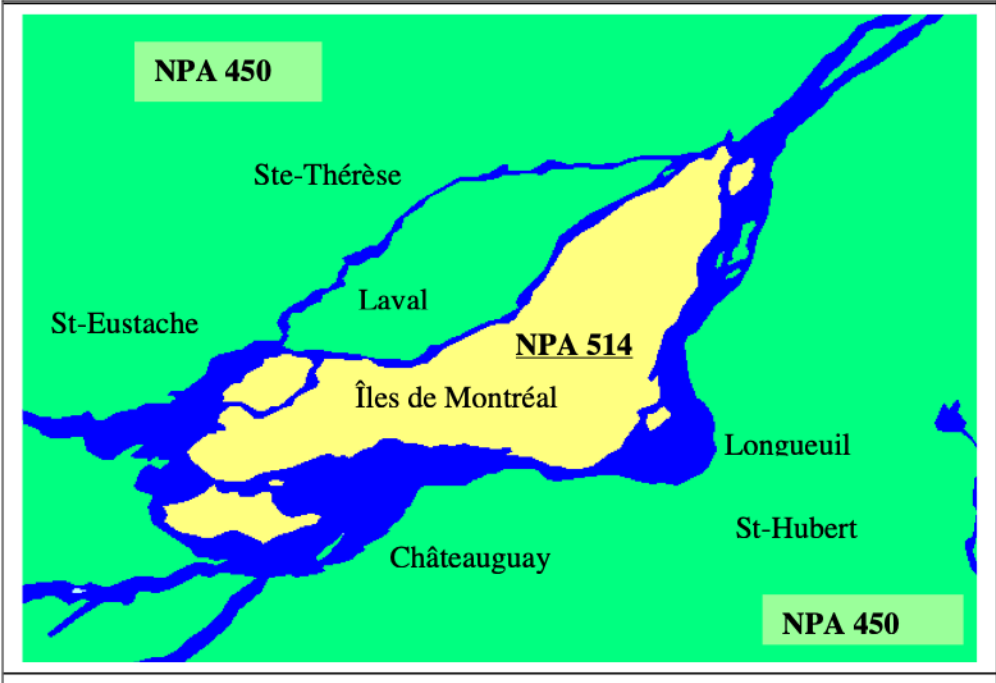 NPA 450
Ste-Thérèse
Laval
St-Eustache
NPA 514
Îles de Montréal
Longueuil
St-Hubert
Châteauguay
NPA 450